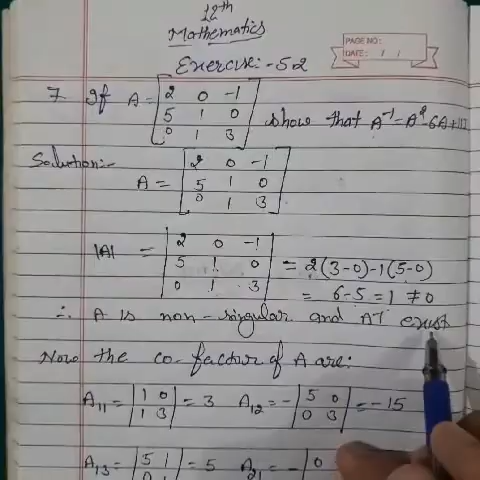 12th
Mathematics
PAGE NO:
DATE: / /
Exercise:-5.2
7. If A = [2 0 -1; 5 1 0; 0 1 3] show that A⁻¹ = A² - 6A + 11I
Solution:-
A = [2 0 -1; 5 1 0; 0 1 3]
|A| = |2 0 -1; 5 1 0; 0 1 3| = 2(3-0)-1(5-0)
= 6-5 = 1 ≠ 0
∴ A is non-singular and A⁻¹ exist
Now the co-factor of A are:
A₁₁ = |1 0; 1 3| = 3 A₁₂ = -|5 0; 0 3| = -15
A₁₃ = |5 1; 0 1| = 5 A₂₁ = -|0